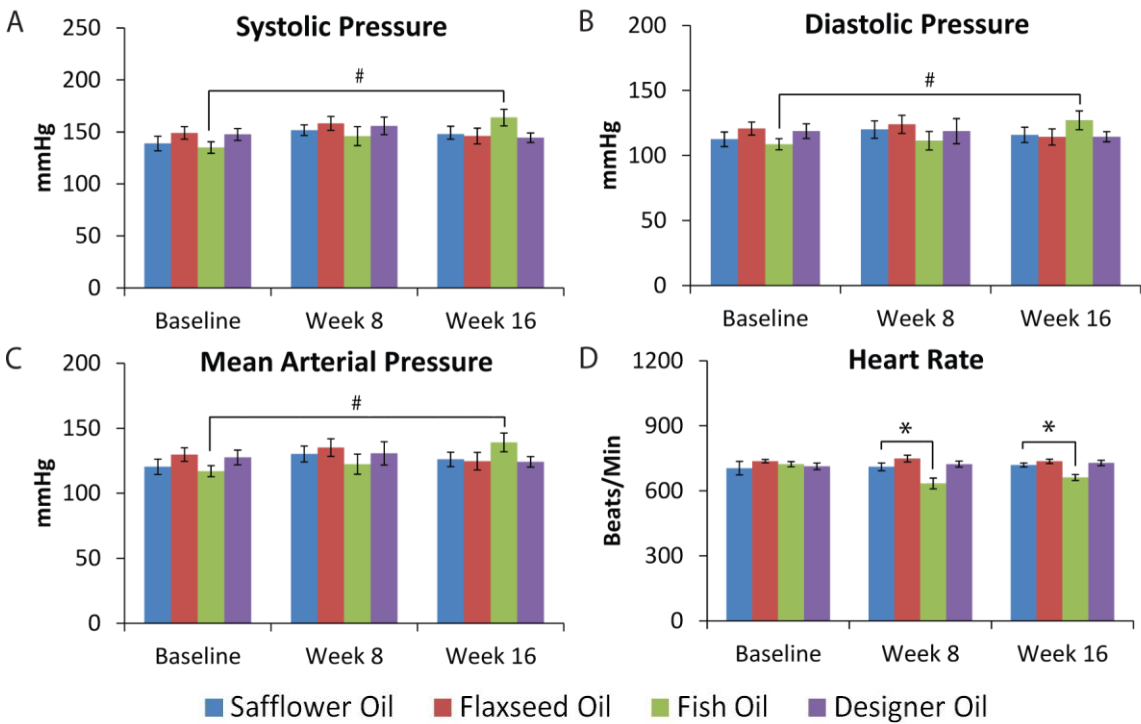 A
Systolic Pressure
250
200
150
100
50
0
mmHg
#
Baseline
Week 8
Week 16
B
Diastolic Pressure
200
150
100
50
0
mmHg
#
Baseline
Week 8
Week 16
C
Mean Arterial Pressure
200
150
100
50
0
mmHg
#
Baseline
Week 8
Week 16
D
Heart Rate
1200
900
600
300
0
Beats/Min
*
*
Baseline
Week 8
Week 16
Safflower Oil
Flaxseed Oil
Fish Oil
Designer Oil